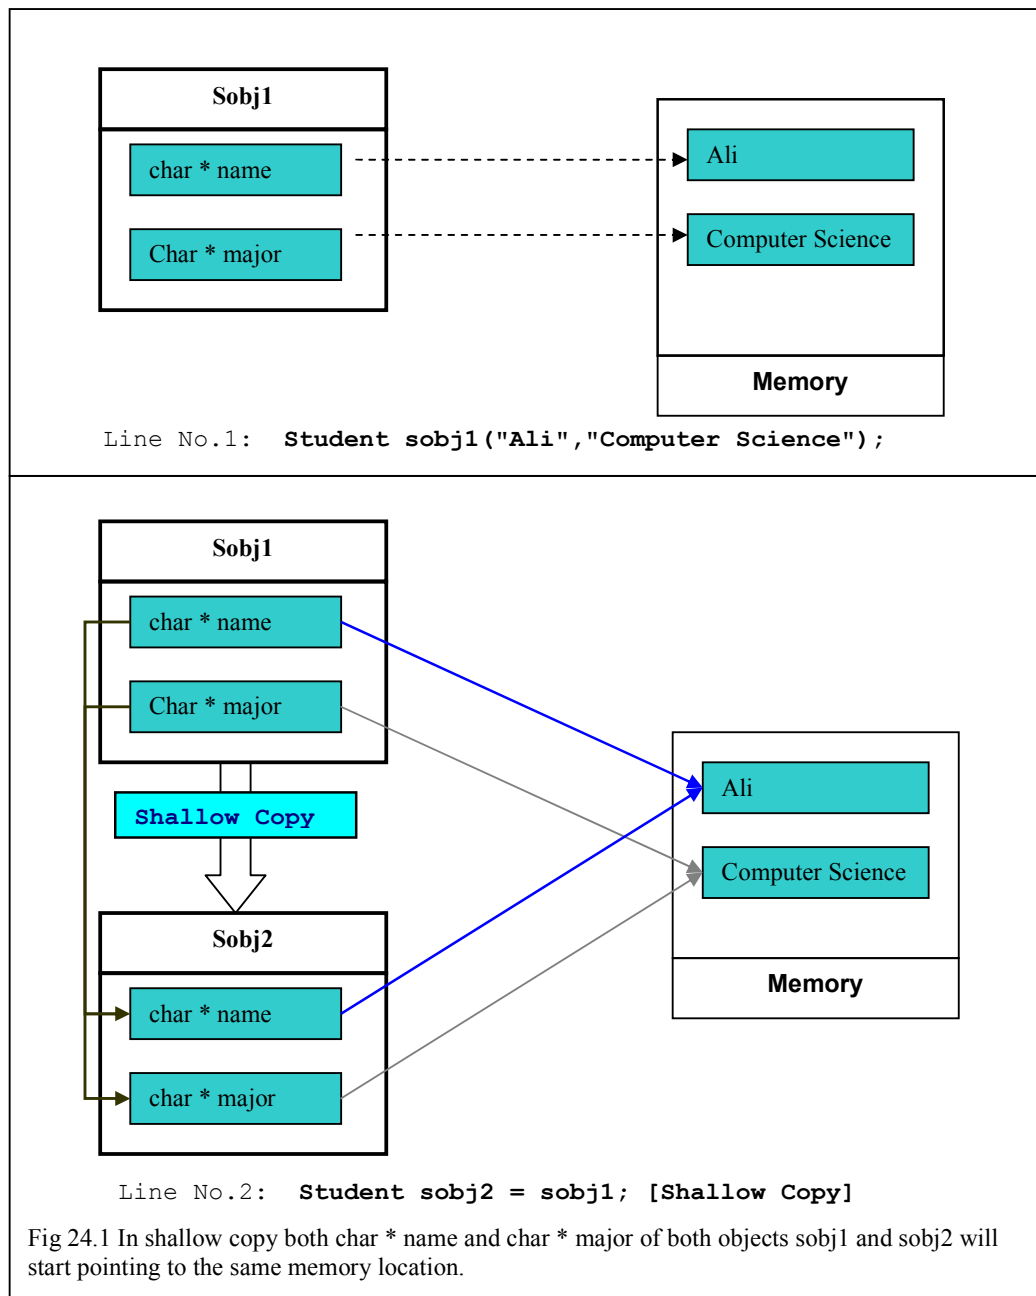 Sobj1
char * name
Char * major
Ali
Computer Science
Memory
Line No.1: Student sobj1("Ali","Computer Science");
Sobj1
char * name
Char * major
Shallow Copy
Sobj2
char * name
char * major
Ali
Computer Science
Memory
Line No.2: Student sobj2 = sobj1; [Shallow Copy]
Fig 24.1 In shallow copy both char * name and char * major of both objects sobj1 and sobj2 will
start pointing to the same memory location.